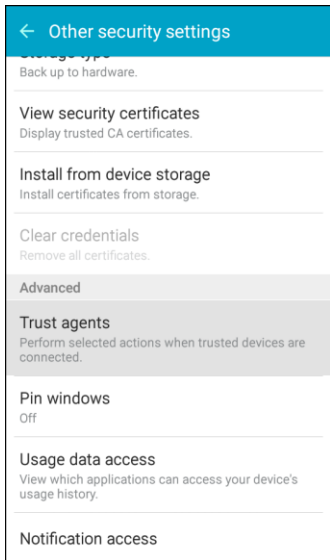 Other security settings
Storage type
Back up to hardware.
View security certificates
Display trusted CA certificates.
Install from device storage
Install certificates from storage.
Clear credentials
Remove all certificates.
Advanced
Trust agents
Perform selected actions when trusted devices are
connected.
Pin windows
Off
Usage data access
View which applications can access your device's
usage history.
Notification access